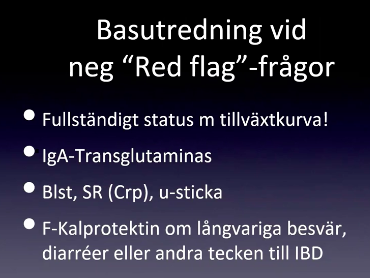 Basutredning vid
neg “Red flag”-frågor
• Fullständigt status m tillväxtkurva!
• IgA-Transglutaminas
• Blst, SR (Crp), u-sticka
• F-Kalprotektin om långvariga besvär,
diarréer eller andra tecken till IBD